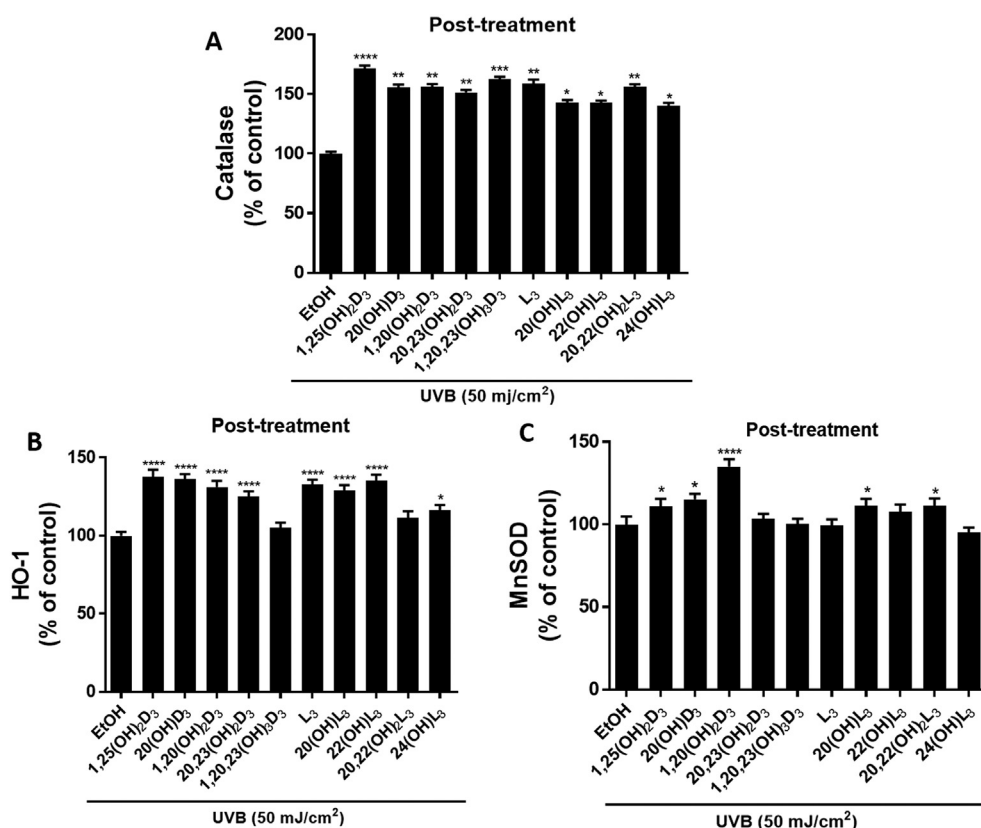 A
Post-treatment
Catalase
(% of control)
200
150
100
50
0
**** ** ** ** *** ** * * ** *
EtOH
1,25(OH)₂D₃
20(OH)D₃
1,20(OH)₂D₃
20,23(OH)₂D₃
1,20,23(OH)₃D₃
L₃
20(OH)L₃
22(OH)L₃
20,22(OH)₂L₃
24(OH)L₃
UVB (50 mj/cm²)
B
Post-treatment
HO-1
(% of control)
150
100
50
0
**** **** **** **** **** **** **** *
EtOH
1,25(OH)₂D₃
20(OH)D₃
1,20(OH)₂D₃
20,23(OH)₂D₃
1,20,23(OH)₃D₃
L₃
20(OH)L₃
22(OH)L₃
20,22(OH)₂L₃
24(OH)L₃
UVB (50 mJ/cm²)
C
Post-treatment
MnSOD
(% of control)
150
100
50
0
* * **** * *
EtOH
1,25(OH)₂D₃
20(OH)D₃
1,20(OH)₂D₃
20,23(OH)₂D₃
1,20,23(OH)₃D₃
L₃
20(OH)L₃
22(OH)L₃
20,22(OH)₂L₃
24(OH)L₃
UVB (50 mJ/cm²)